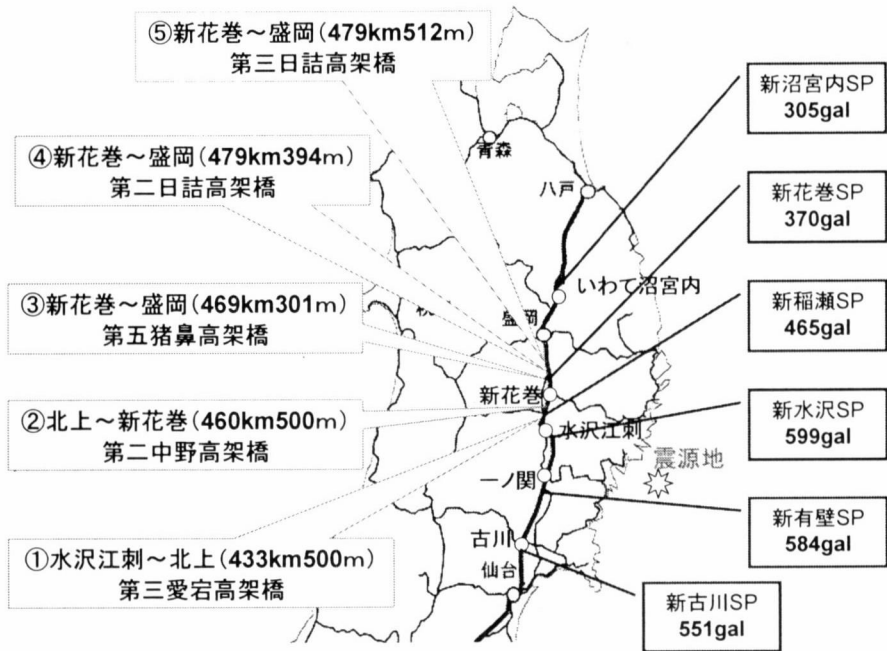 ⑤新花巻～盛岡(479km512m)
第三日詰高架橋
④新花巻～盛岡(479km394m)
第二日詰高架橋
③新花巻～盛岡(469km301m)
第五猪鼻高架橋
②北上～新花巻(460km500m)
第二中野高架橋
①水沢江刺～北上(433km500m)
第三愛宕高架橋
青森
八戸
いわて沼宮内
盛岡
新花巻
水沢江刺
一ノ関
古川
仙台
震源地
新沼宮内SP
305gal
新花巻SP
370gal
新稲瀬SP
465gal
新水沢SP
599gal
新有壁SP
584gal
新古川SP
551gal